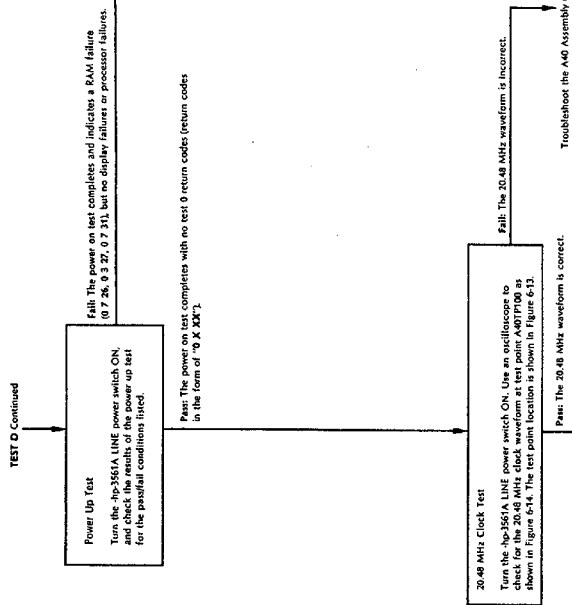 TEST D Continued
Power Up Test
Turn the -hp-3561A LINE power switch ON,
and check the results of the power up test
for the pass/fail conditions listed.
Fail: The power on test completes and indicates a RAM failure
(0 7 26, 0 3 27, 0 7 31), but no display failures or processor failures.
Pass: The power on test completes with no test 0 return codes (return codes
in the form of "0 X XX").
20.48 MHz Clock Test
Turn the -hp-3561A LINE power switch ON. Use an oscilloscope to
check for the 20.48 MHz clock waveform at test point A40TP100 as
shown in Figure 6-14. The test point location is shown in Figure 6-13.
Fail: The 20.48 MHz waveform is incorrect.
Troubleshoot the A40 Assembly
Pass: The 20.48 MHz waveform is correct.